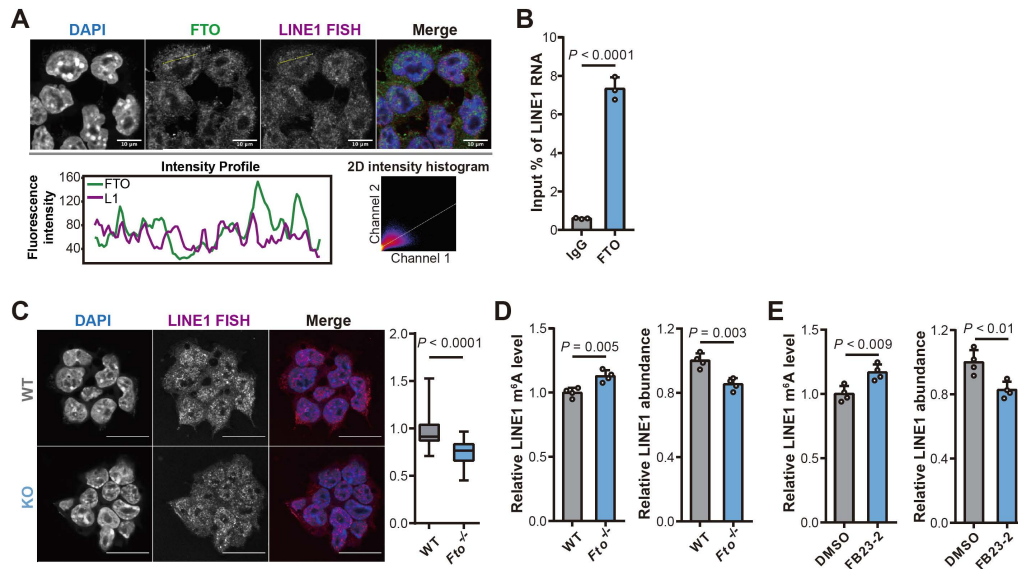 A
DAPI FTO LINE1 FISH Merge
10 μm 10 μm 10 μm 10 μm
Intensity Profile
2D intensity histogram
Fluorescence
intensity
160
120
80
40
FTO
L1
Channel 2
Channel 1
B
Input % of LINE1 RNA
P < 0.0001
10
8
6
4
2
0
IgG
FTO
C
DAPI LINE1 FISH Merge
WT
KO
2.0
1.5
1.0
0.5
0.0
P < 0.0001
WT
Fto -/-
D
Relative LINE1 m⁶A level
1.5
1.0
0.5
0.0
P = 0.005
WT
Fto -/-
Relative LINE1 abundance
1.5
1.0
0.5
0.0
P = 0.003
WT
Fto -/-
E
Relative LINE1 m⁶A level
1.5
1.0
0.5
0.0
P < 0.009
DMSO
FB23-2
Relative LINE1 abundance
1.2
0.8
0.4
0.0
P < 0.01
DMSO
FB23-2